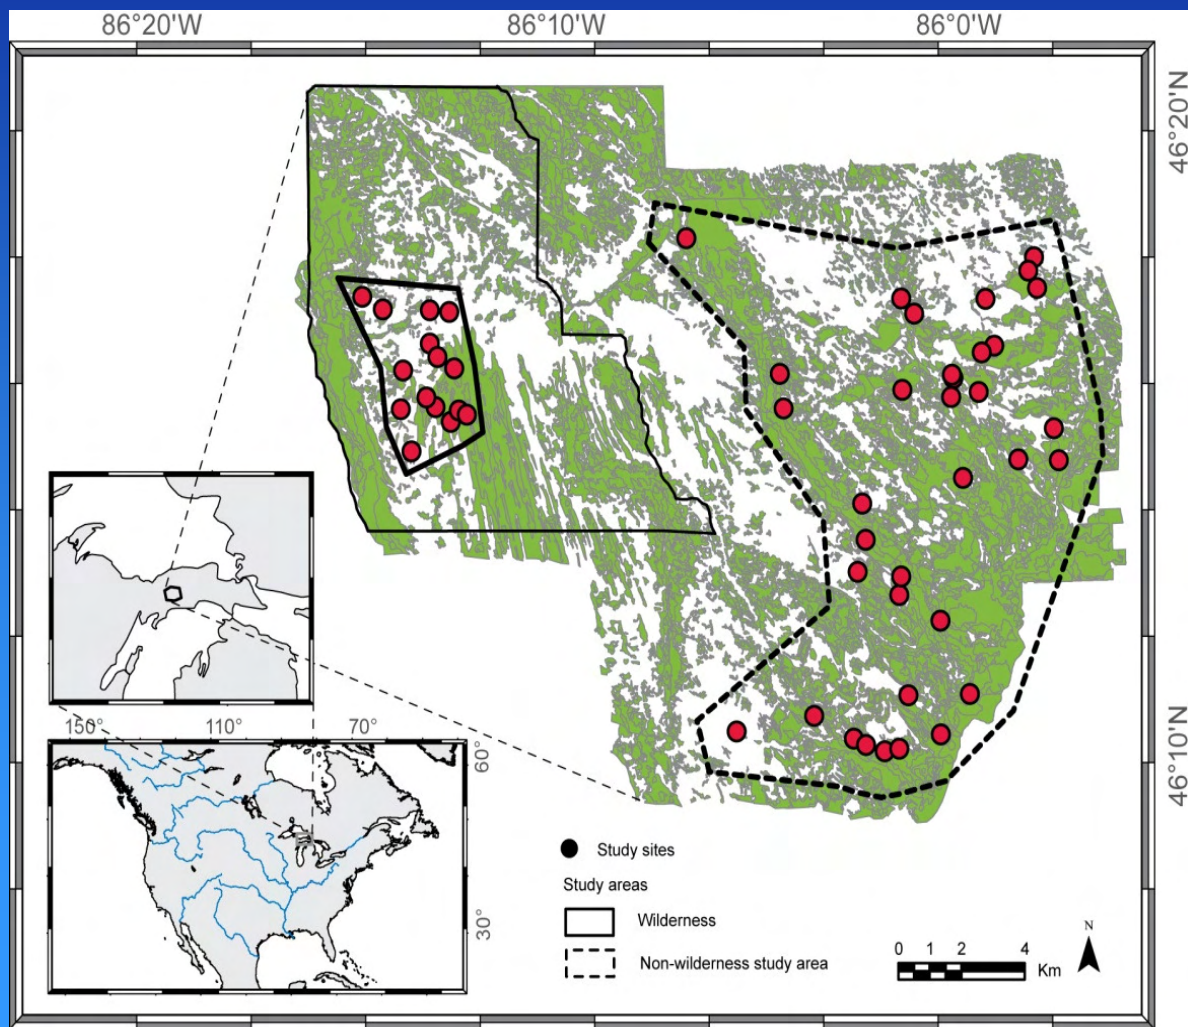 86°20'W 86°10'W 86°0'W
46°20'N
150° 110° 70°
60°
46°10'N
30°
Study sites
Study areas
Wilderness
Non-wilderness study area
N
0 1 2 4
Km